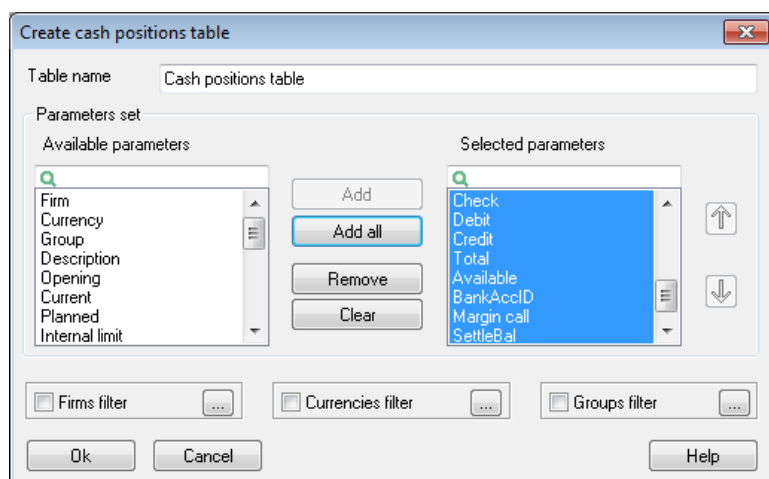 Create cash positions table
Table name
Cash positions table
Parameters set
Available parameters
Firm
Currency
Group
Description
Opening
Current
Planned
Internal limit
Add
Add all
Remove
Clear
Selected parameters
Check
Debit
Credit
Total
Available
BankAccID
Margin call
SettleBal
Firms filter
...
Currencies filter
...
Groups filter
...
Ok
Cancel
Help